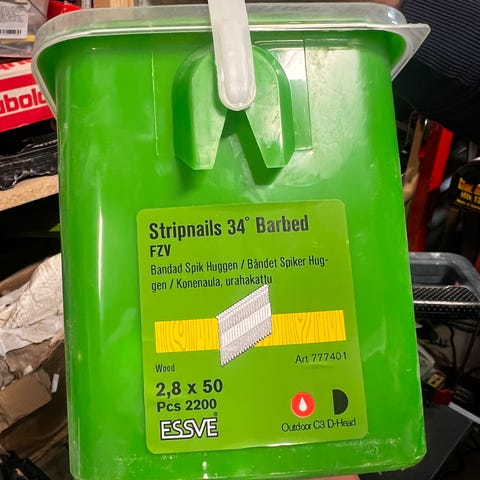 Stripnails 34° Barbed
FZV
Bandad Spik Huggen / Båndet Spiker Hug-
gen / Konenaula, urahakattu
Wood
Art 777401
2,8 x 50
Pcs 2200
ESSVE®
Outdoor C3 D-Head